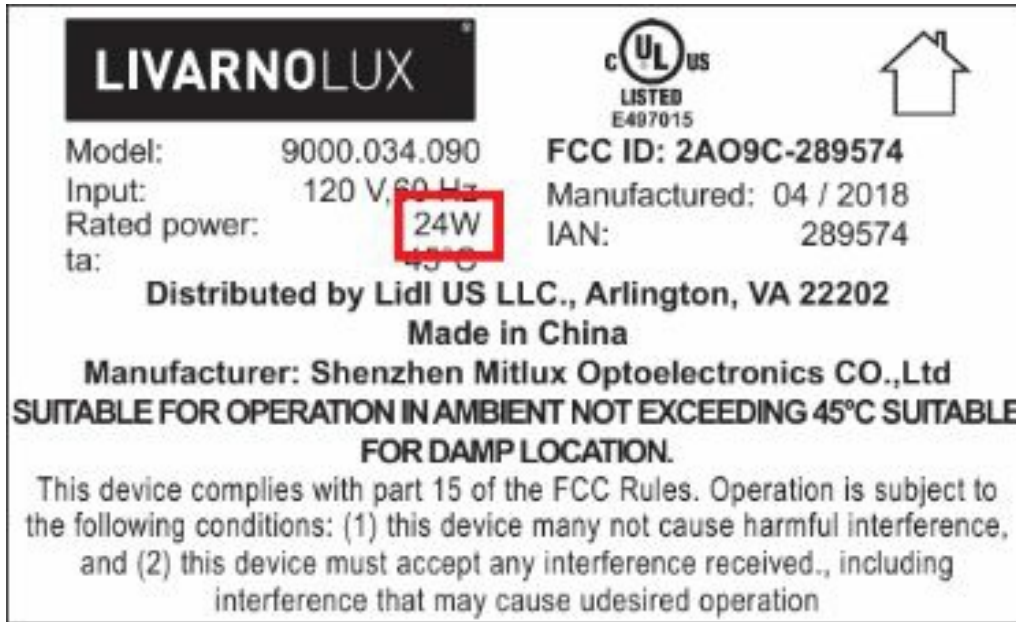 LIVARNOLUX ®
C UL US
LISTED
E497015
Model: 9000.034.090
Input: 120 V,60 Hz
Rated power: 24W
ta: 45°C
FCC ID: 2AO9C-289574
Manufactured: 04 / 2018
IAN: 289574
Distributed by Lidl US LLC., Arlington, VA 22202
Made in China
Manufacturer: Shenzhen Mitlux Optoelectronics CO.,Ltd
SUITABLE FOR OPERATION IN AMBIENT NOT EXCEEDING 45°C SUITABLE
FOR DAMP LOCATION.
This device complies with part 15 of the FCC Rules. Operation is subject to
the following conditions: (1) this device many not cause harmful interference,
and (2) this device must accept any interference received., including
interference that may cause udesired operation